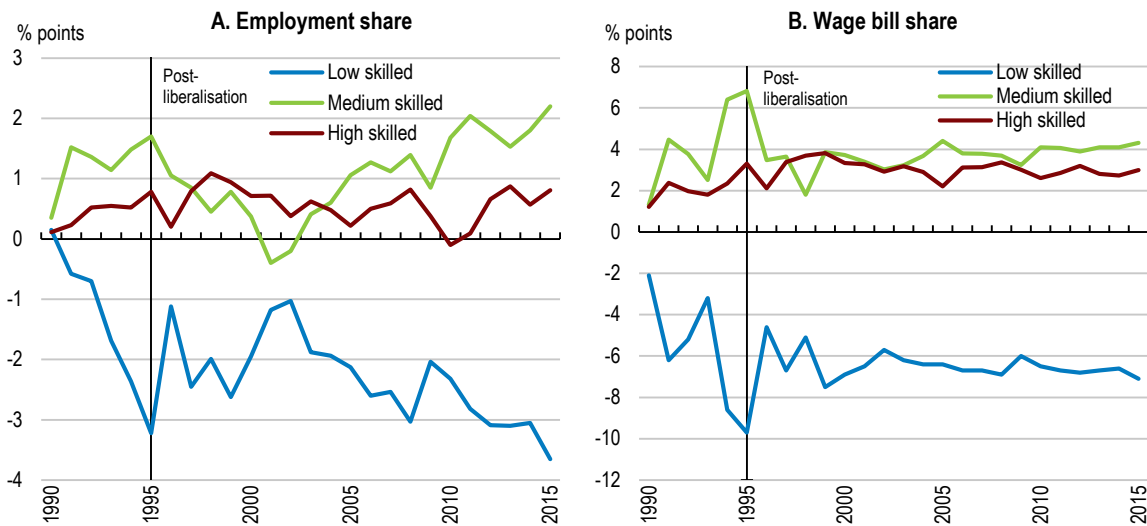 A. Employment share
% points
3
2
1
0
-1
-2
-3
-4
Post-
liberalisation
Low skilled
Medium skilled
High skilled
1990
1995
2000
2005
2010
2015
B. Wage bill share
% points
8
6
4
2
0
-2
-4
-6
-8
-10
-12
Post-
liberalisation
Low skilled
Medium skilled
High skilled
1990
1995
2000
2005
2010
2015